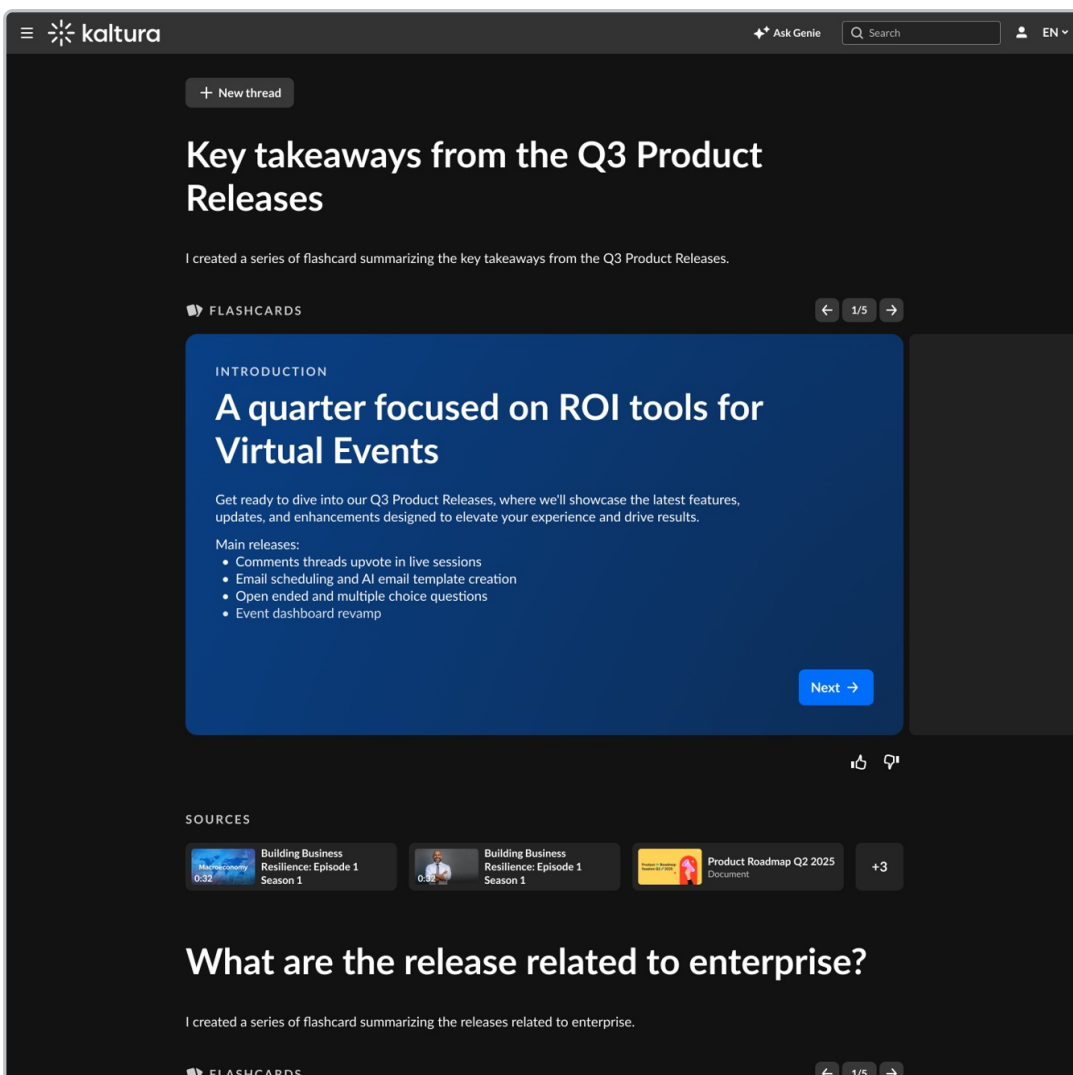 kaltura
Ask Genie
Search
EN
New thread
Key takeaways from the Q3 Product
Releases
I created a series of flashcard summarizing the key takeaways from the Q3 Product Releases.
FLASHCARDS
1/5
INTRODUCTION
A quarter focused on ROI tools for
Virtual Events
Get ready to dive into our Q3 Product Releases, where we'll showcase the latest features,
updates, and enhancements designed to elevate your experience and drive results.
Main releases:
• Comments threads upvote in live sessions
• Email scheduling and AI email template creation
• Open ended and multiple choice questions
• Event dashboard revamp
Next
SOURCES
Macroeconomy
0:32
Building Business
Resilience: Episode 1
Season 1
0:32
Building Business
Resilience: Episode 1
Season 1
Product Roadmap Q2 2025
Document
+3
What are the release related to enterprise?
I created a series of flashcard summarizing the releases related to enterprise.
FLASHCARDS
1/5